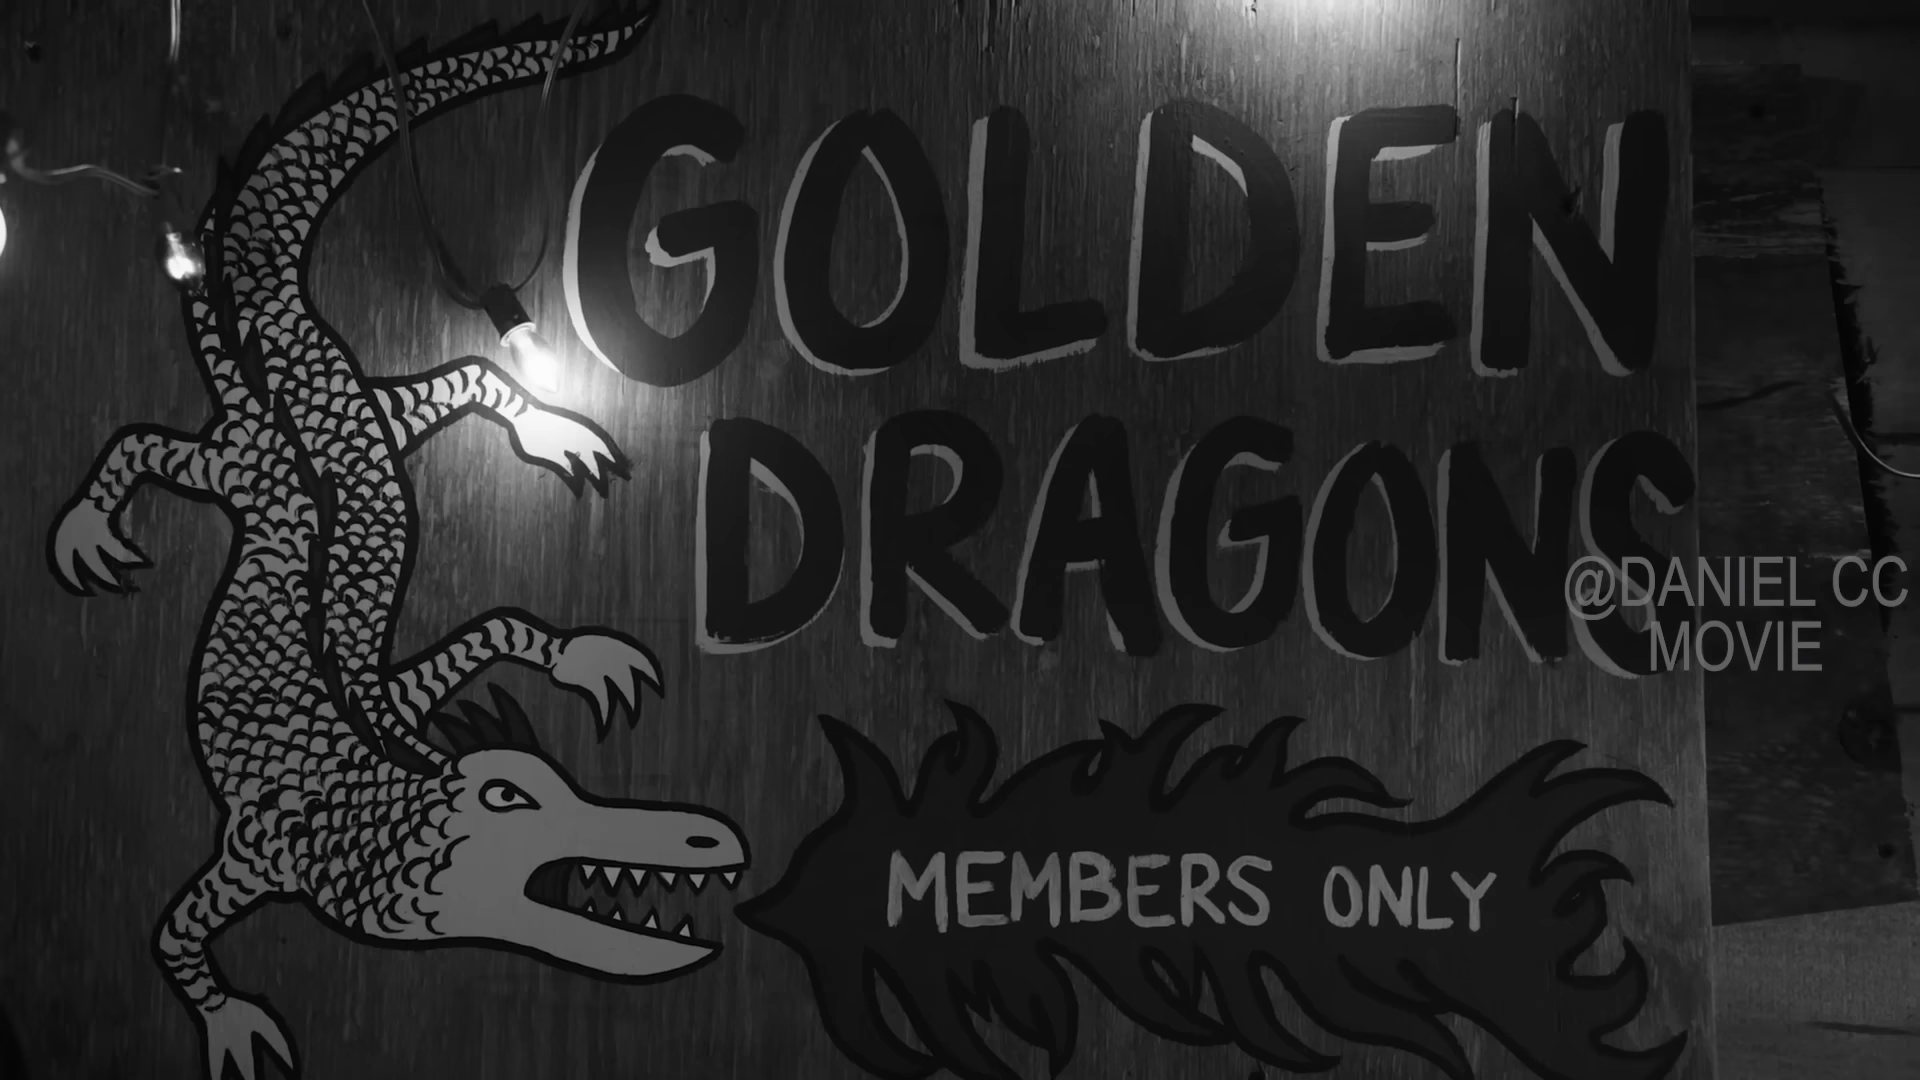 GOLDEN
DRAGONS
@DANIEL CC
MOVIE
MEMBERS ONLY